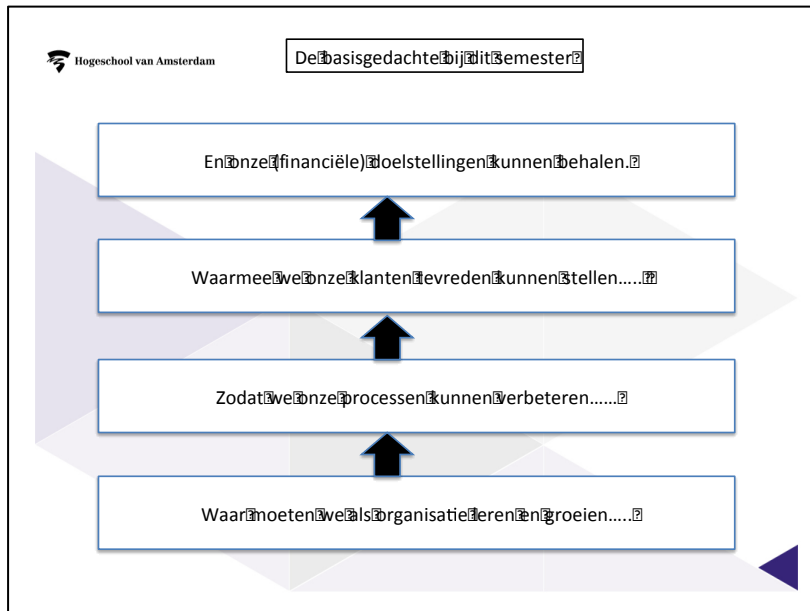 Hogeschool van Amsterdam
De basisgedachte bij dit semester
En onze (financiële) doelstellingen kunnen behalen.
Waarmee we onze klanten tevreden kunnen stellen…..
Zodat we onze processen kunnen verbeteren……
Waar moeten we als organisatie leren en groeien…..